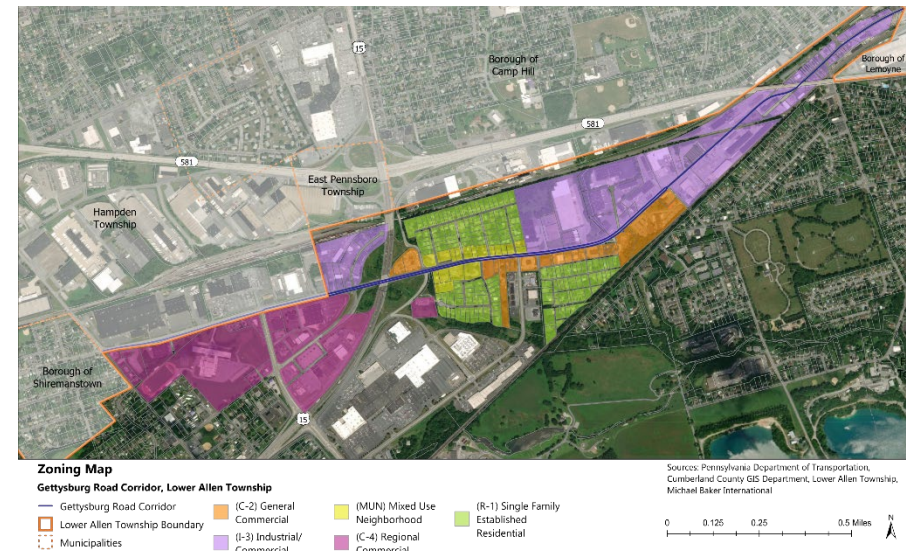 15
Borough of
Camp Hill
Borough of
Lemoyne
581
581
East Pennsboro
Township
Hampden
Township
Borough of
Shiremanstown
15
Zoning Map
Gettysburg Road Corridor, Lower Allen Township
Gettysburg Road Corridor
Lower Allen Township Boundary
Municipalities
(C-2) General
Commercial
(I-3) Industrial/
Commercial
(MUN) Mixed Use
Neighborhood
(C-4) Regional
Commercial
(R-1) Single Family
Established
Residential
Sources: Pennsylvania Department of Transportation,
Cumberland County GIS Department, Lower Allen Township,
Michael Baker International
0 0.125 0.25 0.5 Miles
N